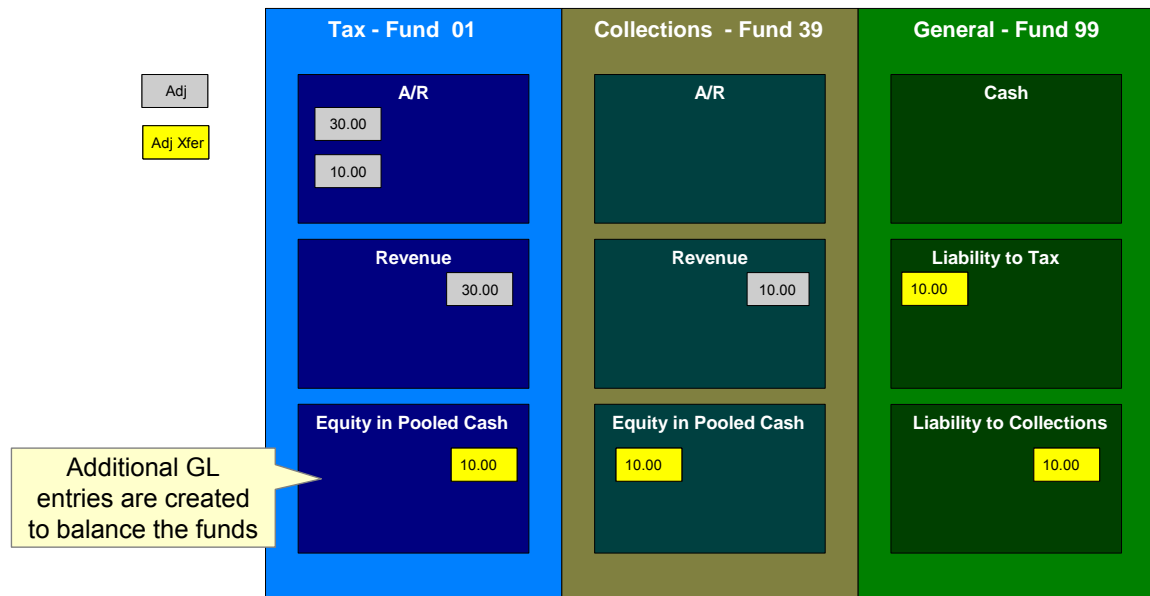 Tax - Fund 01
Collections - Fund 39
General - Fund 99
Adj
Adj Xfer
A/R
30.00
10.00
A/R
Cash
Revenue
30.00
Revenue
10.00
Liability to Tax
10.00
Equity in Pooled Cash
10.00
Equity in Pooled Cash
10.00
Liability to Collections
10.00
Additional GL
entries are created
to balance the funds